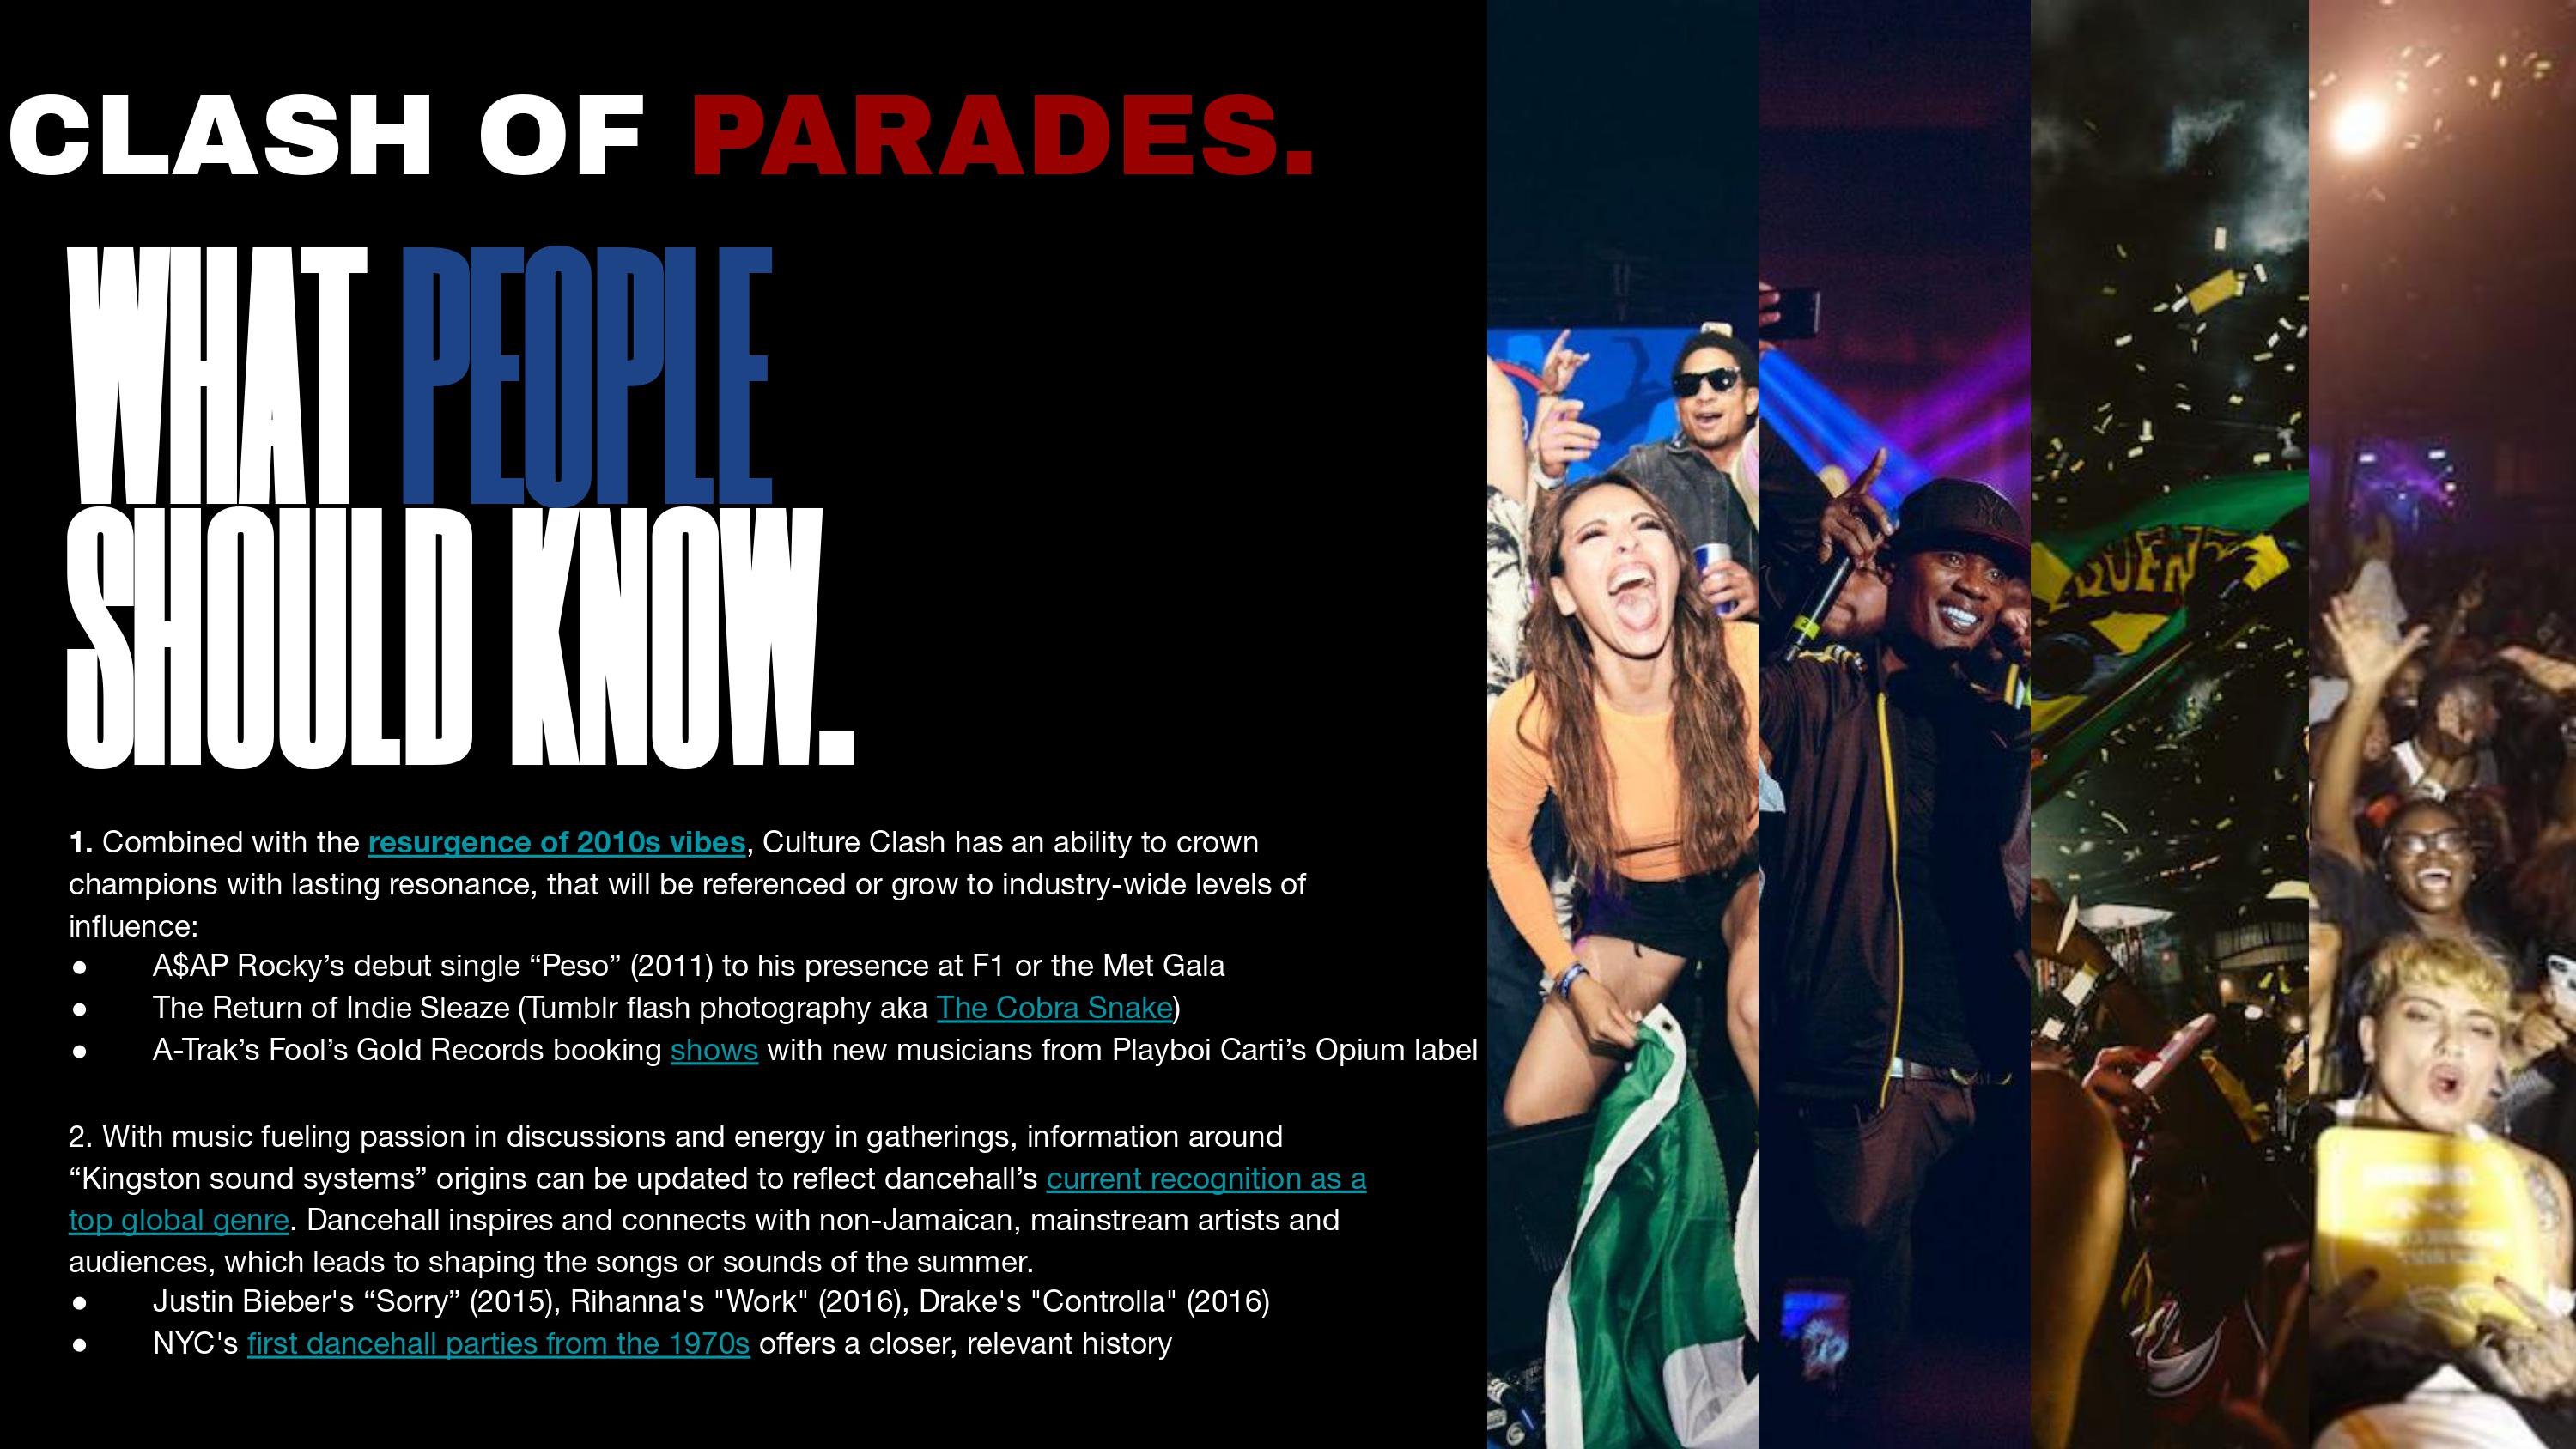 CLASH OF PARADES.
WHAT PEOPLE
SHOULD KNOW.
1. Combined with the resurgence of 2010s vibes, Culture Clash has an ability to crown
champions with lasting resonance, that will be referenced or grow to industry-wide levels of
influence:
● A$AP Rocky’s debut single “Peso” (2011) to his presence at F1 or the Met Gala
● The Return of Indie Sleaze (Tumblr flash photography aka The Cobra Snake)
● A-Trak’s Fool’s Gold Records booking shows with new musicians from Playboi Carti’s Opium label
2. With music fueling passion in discussions and energy in gatherings, information around
“Kingston sound systems” origins can be updated to reflect dancehall’s current recognition as a
top global genre. Dancehall inspires and connects with non-Jamaican, mainstream artists and
audiences, which leads to shaping the songs or sounds of the summer.
● Justin Bieber's “Sorry” (2015), Rihanna's "Work" (2016), Drake's "Controlla" (2016)
● NYC's first dancehall parties from the 1970s offers a closer, relevant history